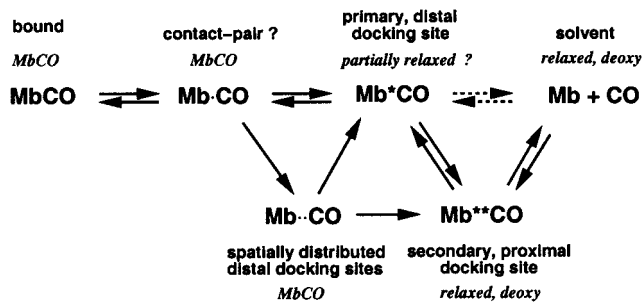 bound
MbCO
MbCO
contact-pair ?
MbCO
Mb·CO
primary, distal
docking site
partially relaxed ?
Mb*CO
solvent
relaxed, deoxy
Mb + CO
Mb··CO
spatially distributed
distal docking sites
MbCO
Mb**CO
secondary, proximal
docking site
relaxed, deoxy